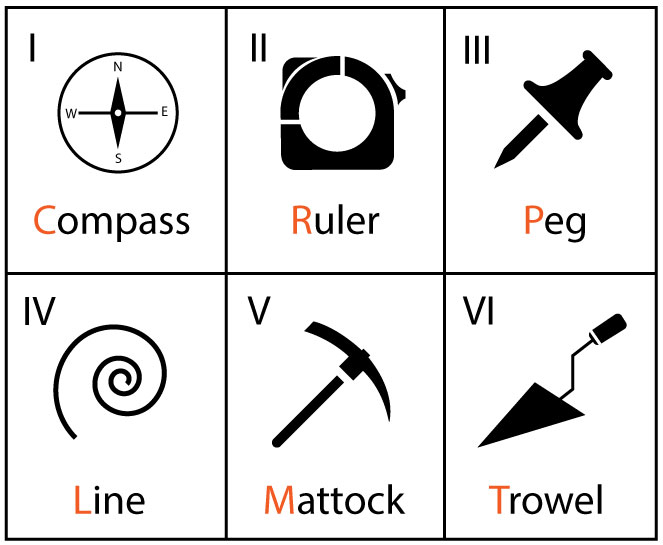 I
II
III
N
W E
S
Compass
Ruler
Peg
IV
V
VI
Line
Mattock
Trowel